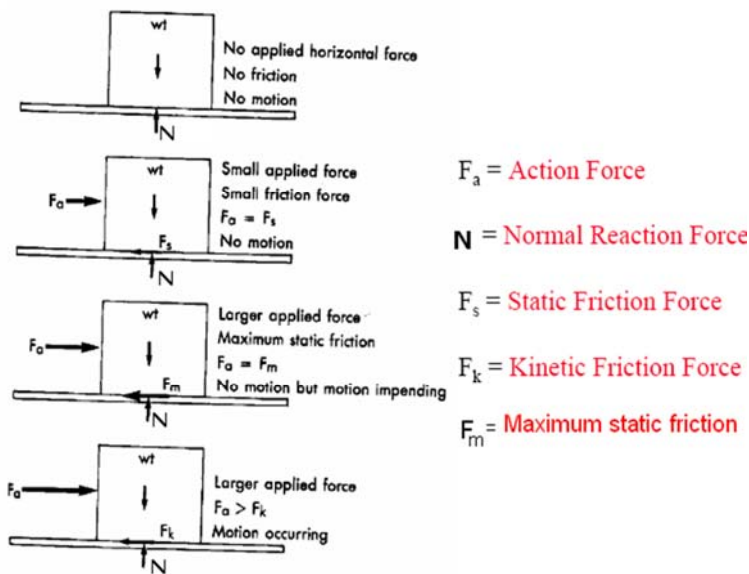 wt
No applied horizontal force
No friction
No motion
N
wt
Small applied force
Small friction force
Fₐ
Fₐ = Fₛ
Fₛ
No motion
N
wt
Larger applied force
Maximum static friction
Fₐ
Fₐ = Fₘ
Fₘ
No motion but motion impending
N
wt
Larger applied force
Fₐ
Fₐ > Fₖ
Fₖ
Motion occurring
N
Fₐ = Action Force
N = Normal Reaction Force
Fₛ = Static Friction Force
Fₖ = Kinetic Friction Force
Fₘ= Maximum static friction